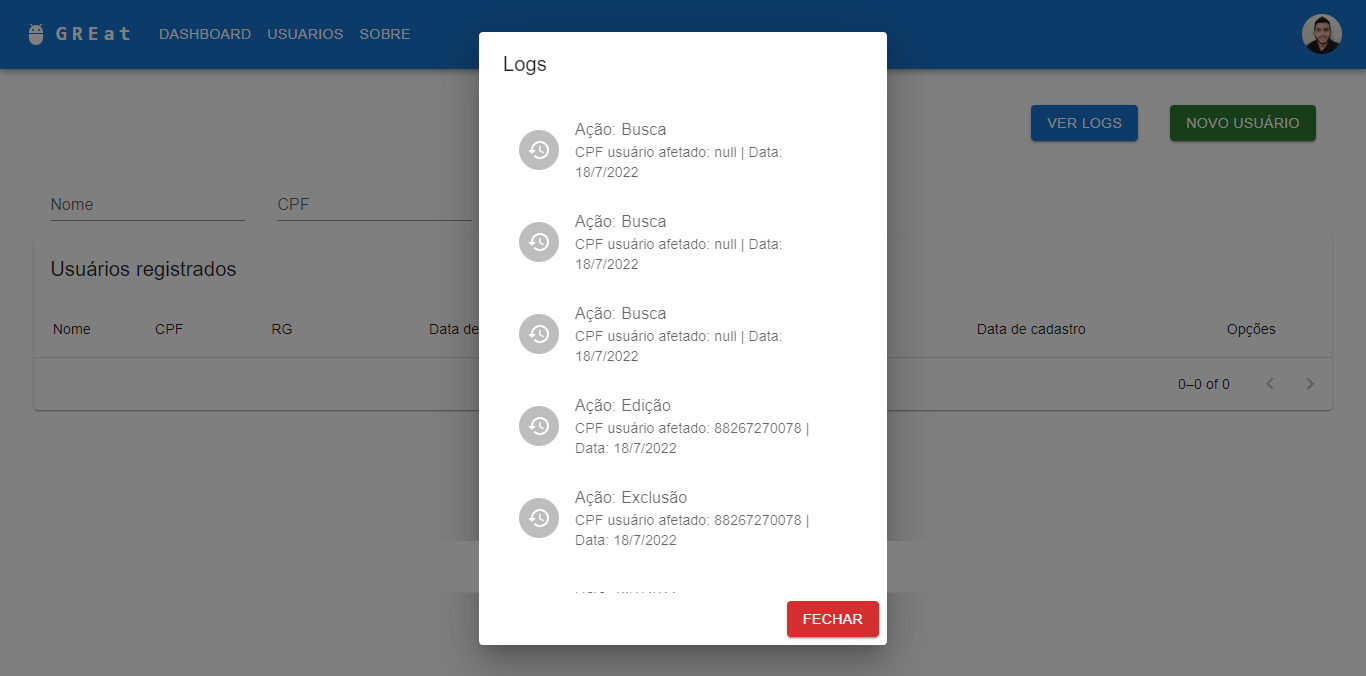 GREat DASHBOARD USUARIOS SOBRE
VER LOGS NOVO USUÁRIO
Nome CPF
Usuários registrados
Nome CPF RG Data de Data de cadastro Opções
0–0 of 0
Logs
Ação: Busca
CPF usuário afetado: null | Data:
18/7/2022
Ação: Busca
CPF usuário afetado: null | Data:
18/7/2022
Ação: Busca
CPF usuário afetado: null | Data:
18/7/2022
Ação: Edição
CPF usuário afetado: 88267270078 |
Data: 18/7/2022
Ação: Exclusão
CPF usuário afetado: 88267270078 |
Data: 18/7/2022
FECHAR